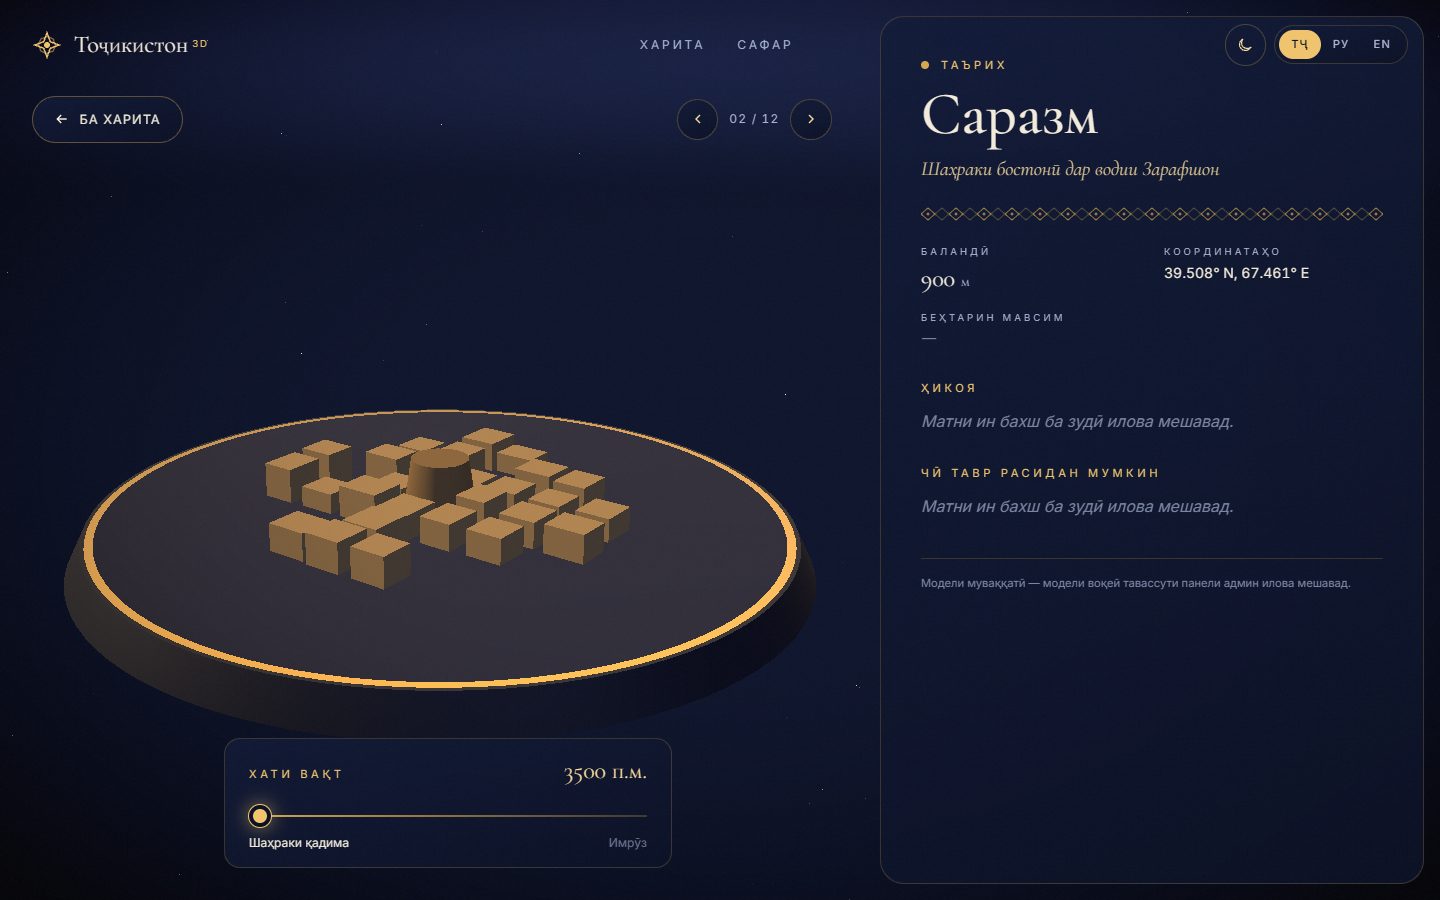 Тоҷикистон 3D
ХАРИТА САФАР
БА ХАРИТА
02 / 12
ТҶ РУ EN
ТАЪРИХ
Саразм
Шаҳраки бостонӣ дар водии Зарафшон
БАЛАНДӢ
900 м
КООРДИНАТАҲО
39.508° N, 67.461° E
БЕҲТАРИН МАВСИМ
—
ҲИКОЯ
Матни ин бахш ба зудӣ илова мешавад.
ЧӢ ТАВР РАСИДАН МУМКИН
Матни ин бахш ба зудӣ илова мешавад.
Модели муваққатӣ — модели воқеӣ тавассути панели админ илова мешавад.
ХАТИ ВАҚТ
3500 п.м.
Шаҳраки қадима
Имрӯз